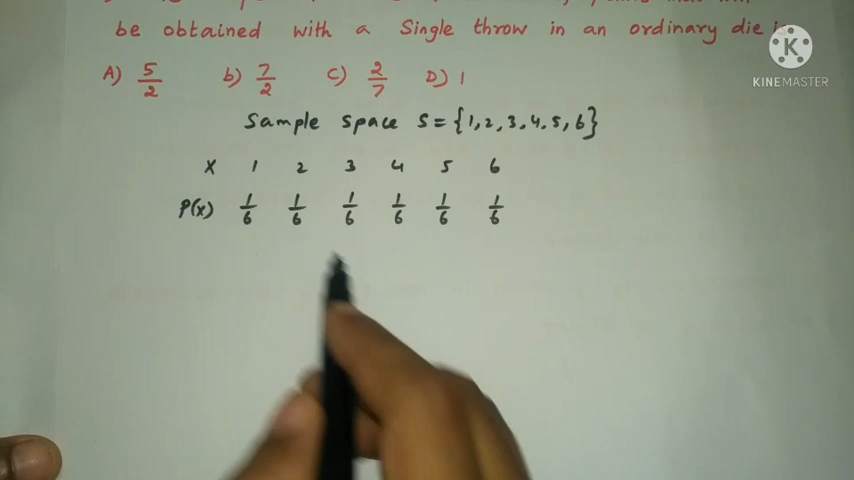 be obtained with a Single throw in an ordinary die is
A) 5/2 b) 7/2 C) 2/7 D) 1
Sample space S = {1, 2, 3, 4, 5, 6}
X 1 2 3 4 5 6
P(x) 1/6 1/6 1/6 1/6 1/6 1/6
K
KINEMASTER